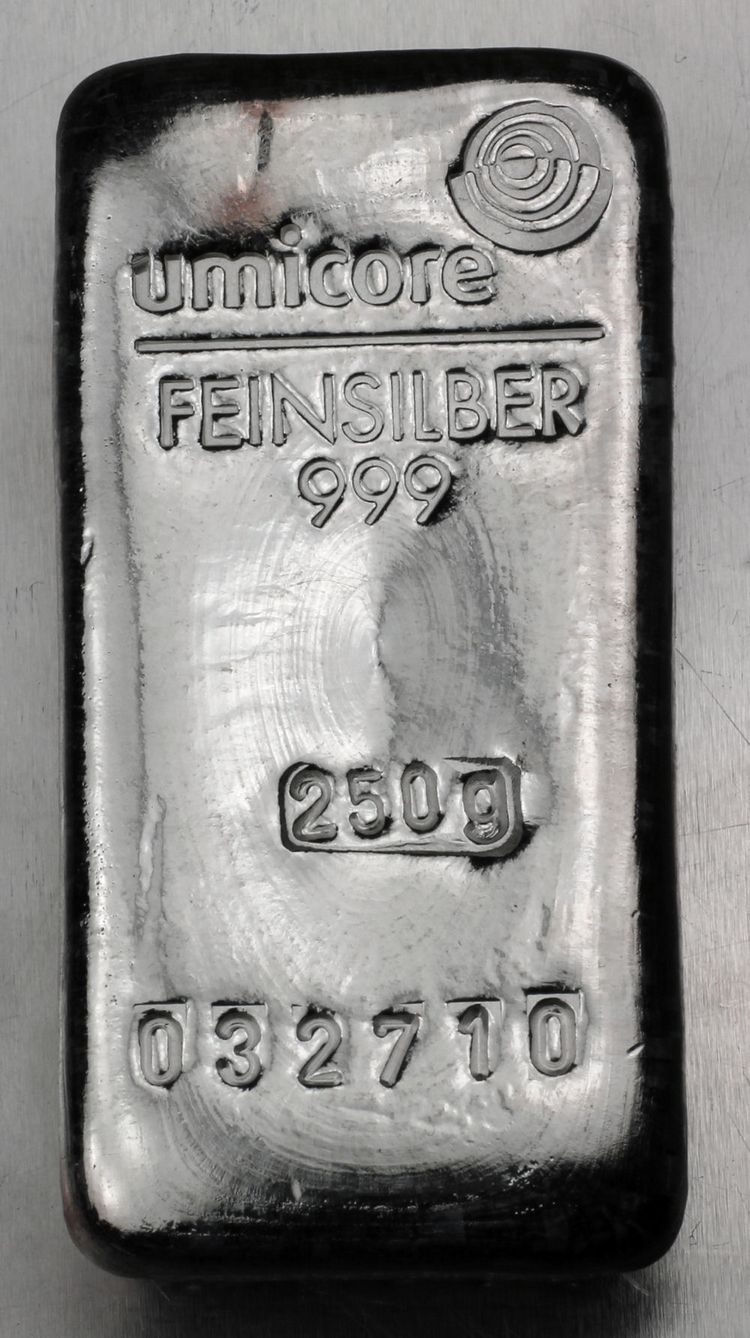 umicore
FEINSILBER
999
250g
032710